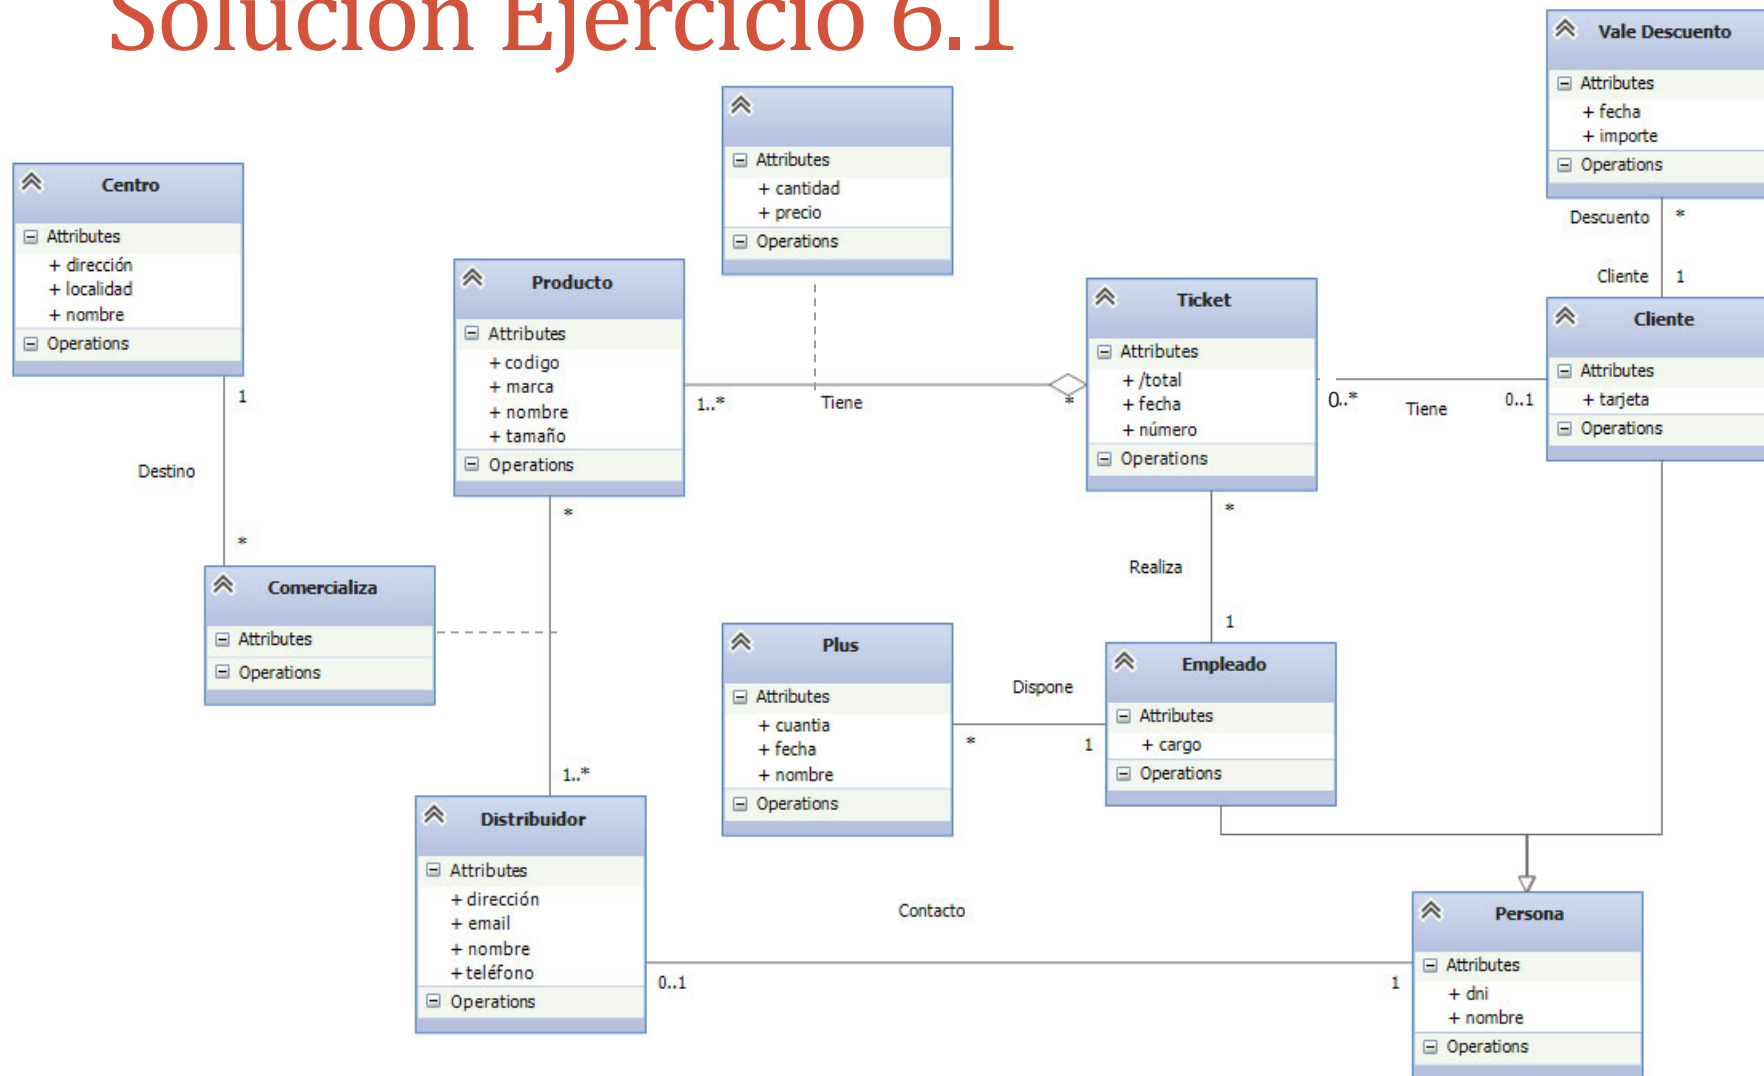 Solución Ejercicio 6.1
Vale Descuento
Attributes
+ fecha
+ importe
Operations
Descuento
*
Cliente
1
Attributes
+ cantidad
+ precio
Operations
Centro
Attributes
+ dirección
+ localidad
+ nombre
Operations
1
Destino
*
Producto
Attributes
+ codigo
+ marca
+ nombre
+ tamaño
Operations
1..*
Tiene
*
Ticket
Attributes
+ /total
+ fecha
+ número
Operations
0..*
Tiene
0..1
Cliente
Attributes
+ tarjeta
Operations
*
*
Realiza
1
Comercializa
Attributes
Operations
1..*
Plus
Attributes
+ cuantia
+ fecha
+ nombre
Operations
Dispone
*
1
Empleado
Attributes
+ cargo
Operations
Distribuidor
Attributes
+ dirección
+ email
+ nombre
+ teléfono
Operations
Contacto
0..1
1
Persona
Attributes
+ dni
+ nombre
Operations